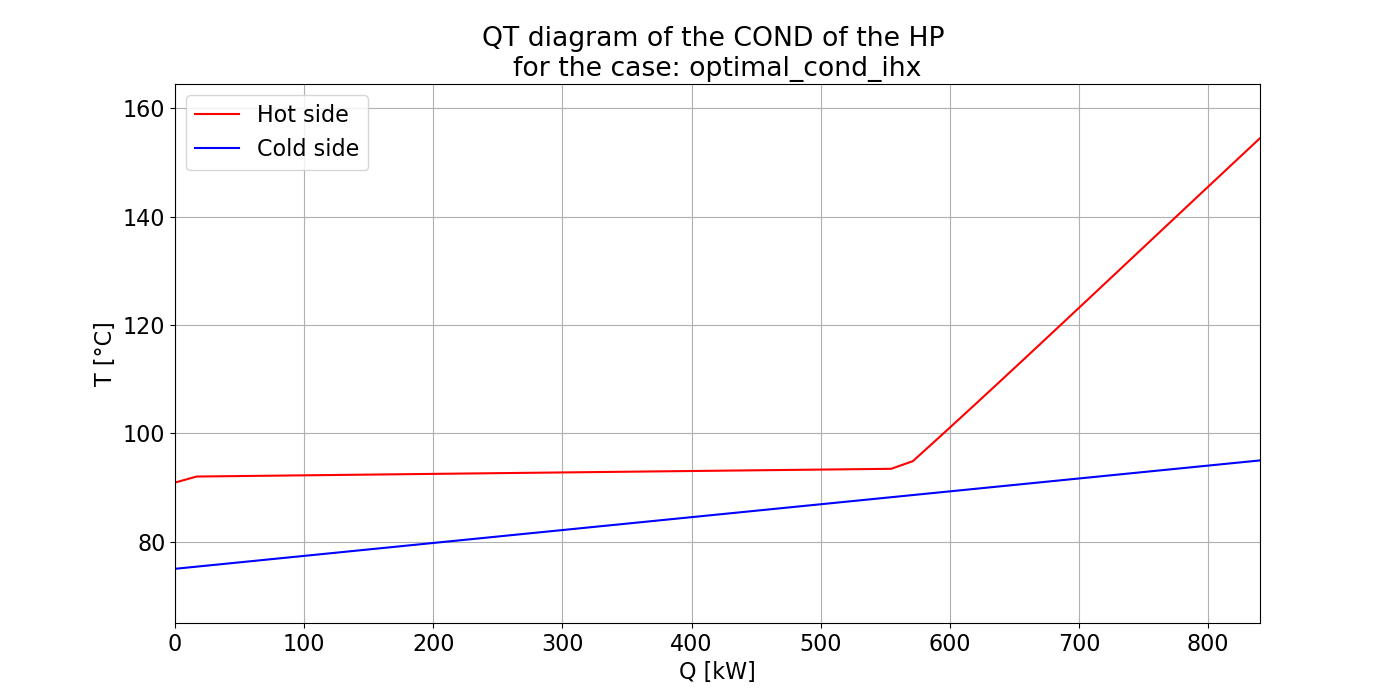 QT diagram of the COND of the HP
for the case: optimal_cond_ihx
Hot side
Cold side
T [°C]
160
140
120
100
80
0 100 200 300 400 500 600 700 800
Q [kW]